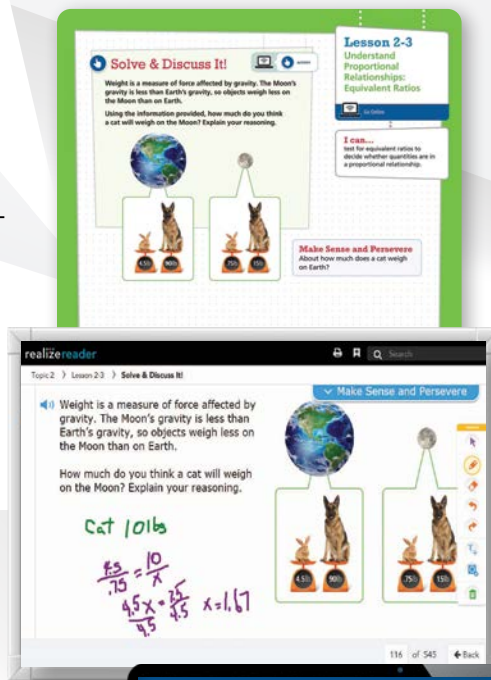 Solve & Discuss It!
Weight is a measure of force affected by gravity. The Moon's
gravity is less than Earth's gravity, so objects weigh less on
the Moon than on Earth.
Using the information provided, how much do you think
a cat will weigh on the Moon? Explain your reasoning.
4.5lb 90lb
.75lb 15lb
Lesson 2-3
Understand
Proportional
Relationships:
Equivalent Ratios
Go Online
I can...
test for equivalent ratios to
decide whether quantities are in
a proportional relationship.
Make Sense and Persevere
About how much does a cat weigh
on Earth?
realizereader
Search
Topic 2 > Lesson 2-3 > Solve & Discuss It!
Make Sense and Persevere
Weight is a measure of force affected by
gravity. The Moon's gravity is less than
Earth's gravity, so objects weigh less on
the Moon than on Earth.
How much do you think a cat will weigh
on the Moon? Explain your reasoning.
Cat 10lbs
4.5/.75 = 10/x
4.5x/4.5 = 7.5/4.5 x=1.67
4.5lb 90lb
.75lb 15lb
116 of 545 Back